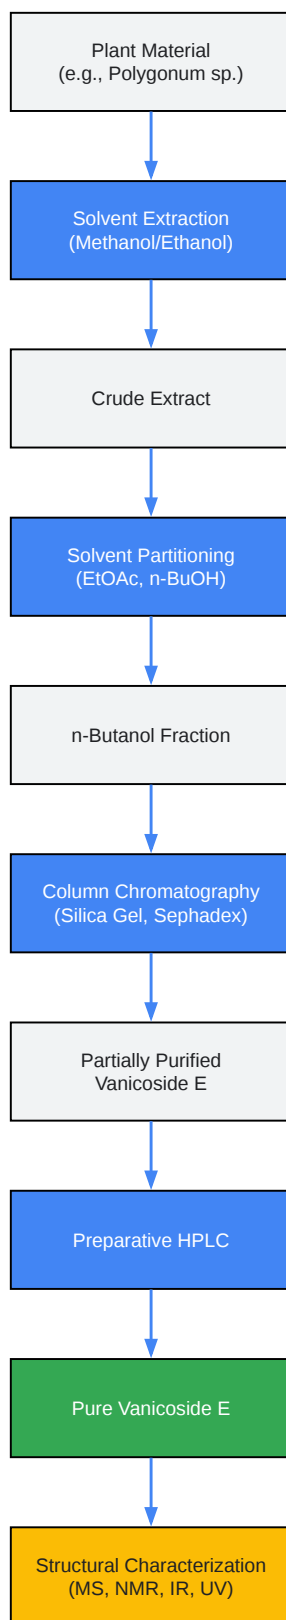 Plant Material
(e.g., Polygonum sp.)
Solvent Extraction
(Methanol/Ethanol)
Crude Extract
Solvent Partitioning
(EtOAc, n-BuOH)
n-Butanol Fraction
Column Chromatography
(Silica Gel, Sephadex)
Partially Purified
Vanicoside E
Preparative HPLC
Pure Vanicoside E
Structural Characterization
(MS, NMR, IR, UV)